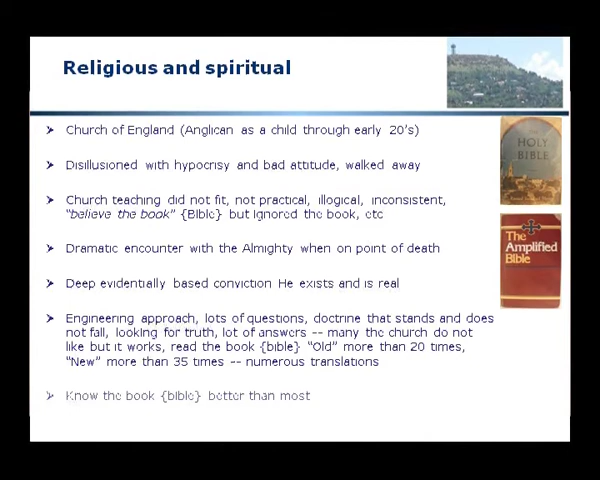 Religious and spiritual
➤ Church of England (Anglican as a child through early 20's)
➤ Disillusioned with hypocrisy and bad attitude, walked away
➤ Church teaching did not fit, not practical, illogical, inconsistent,
"believe the book" {Bible} but ignored the book, etc
➤ Dramatic encounter with the Almighty when on point of death
➤ Deep evidentially based conviction He exists and is real
➤ Engineering approach, lots of questions, doctrine that stands and does
not fall, looking for truth, lot of answers -- many the church do not
like but it works, read the book {bible} "Old" more than 20 times,
"New" more than 35 times -- numerous translations
➤ Know the book {bible} better than most
HOLY
BIBLE
The
Amplified
Bible